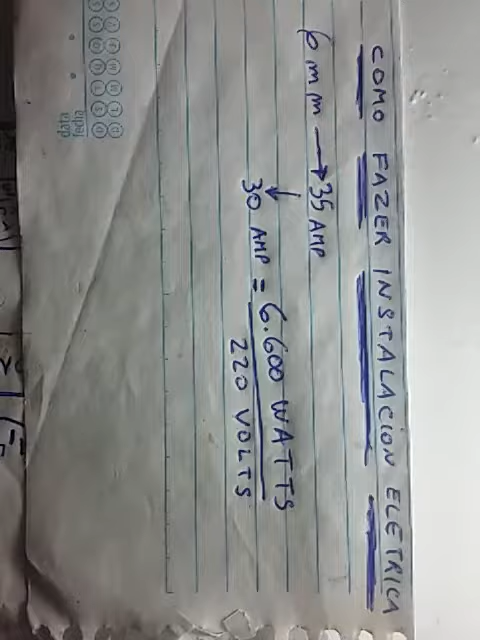 COMO FAZER INSTALACION ELETRICA
6 mm → 35 AMP
30 AMP = 6.600 WATTS
220 VOLTS
data
fecha